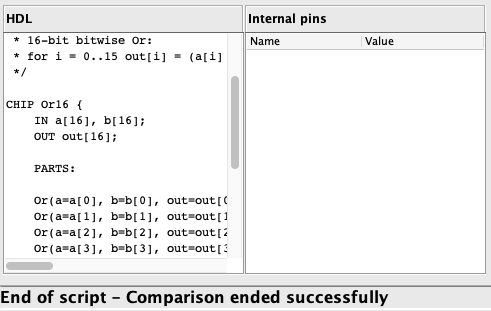 HDL
* 16-bit bitwise Or:
* for i = 0..15 out[i] = (a[i]
*/
CHIP Or16 {
IN a[16], b[16];
OUT out[16];
PARTS:
Or(a=a[0], b=b[0], out=out[0
Or(a=a[1], b=b[1], out=out[1
Or(a=a[2], b=b[2], out=out[2
Or(a=a[3], b=b[3], out=out[3
Internal pins
Name Value
End of script – Comparison ended successfully